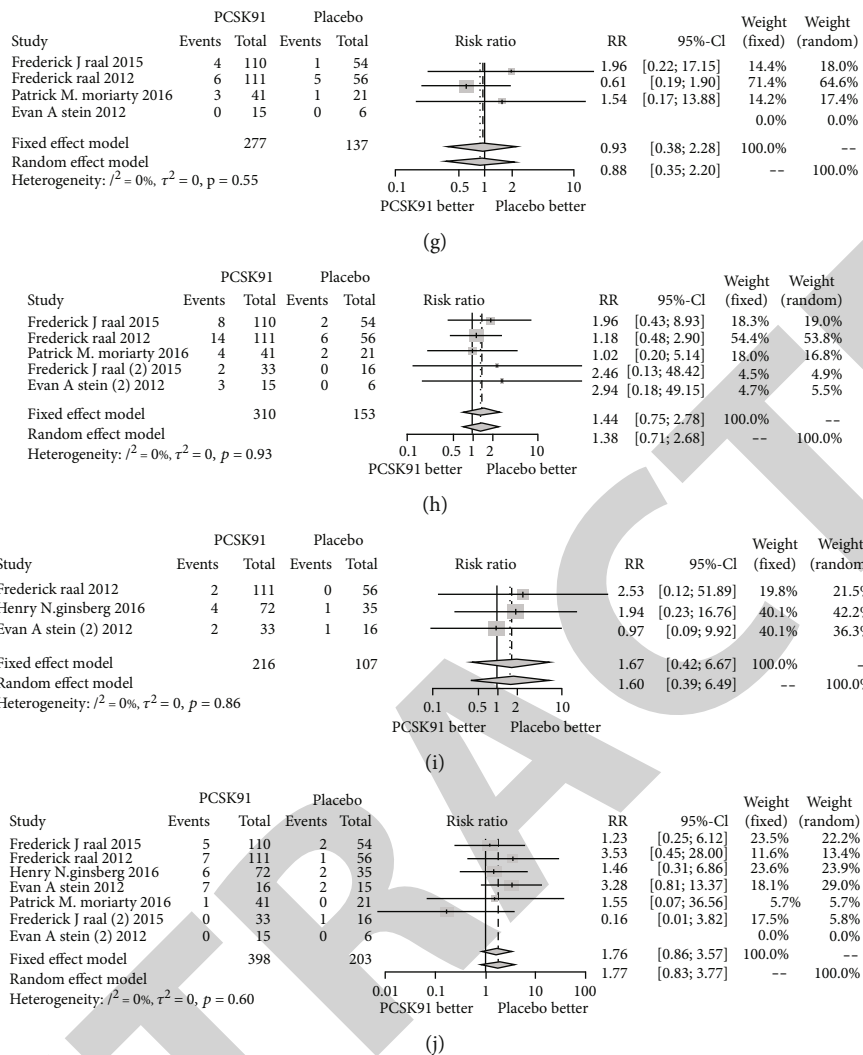 PCSK91 Placebo
Study Events Total Events Total Risk ratio RR 95%-CI Weight (fixed) Weight (random)
Frederick J raal 2015 4 110 1 54 1.96 [0.22; 17.15] 14.4% 18.0%
Frederick raal 2012 6 111 5 56 0.61 [0.19; 1.90] 71.4% 64.6%
Patrick M. moriarty 2016 3 41 1 21 1.54 [0.17; 13.88] 14.2% 17.4%
Evan A stein 2012 0 15 0 6 0.0% 0.0%
Fixed effect model 277 137 0.93 [0.38; 2.28] 100.0% --
Random effect model 0.88 [0.35; 2.20] -- 100.0%
Heterogeneity: I² = 0%, τ² = 0, p = 0.55
0.1 0.5 1 2 10
PCSK91 better Placebo better
(g)
PCSK91 Placebo
Study Events Total Events Total Risk ratio RR 95%-CI Weight (fixed) Weight (random)
Frederick J raal 2015 8 110 2 54 1.96 [0.43; 8.93] 18.3% 19.0%
Frederick raal 2012 14 111 6 56 1.18 [0.48; 2.90] 54.4% 53.8%
Patrick M. moriarty 2016 4 41 2 21 1.02 [0.20; 5.14] 18.0% 16.8%
Frederick J raal (2) 2015 2 33 0 16 2.46 [0.13; 48.42] 4.5% 4.9%
Evan A stein (2) 2012 3 15 0 6 2.94 [0.18; 49.15] 4.7% 5.5%
Fixed effect model 310 153 1.44 [0.75; 2.78] 100.0% --
Random effect model 1.38 [0.71; 2.68] -- 100.0%
Heterogeneity: I² = 0%, τ² = 0, p = 0.93
0.1 0.5 1 2 10
PCSK91 better Placebo better
(h)
PCSK91 Placebo
Study Events Total Events Total Risk ratio RR 95%-CI Weight (fixed) Weight (random)
Frederick raal 2012 2 111 0 56 2.53 [0.12; 51.89] 19.8% 21.5%
Henry N.ginsberg 2016 4 72 1 35 1.94 [0.23; 16.76] 40.1% 42.2%
Evan A stein (2) 2012 2 33 1 16 0.97 [0.09; 9.92] 40.1% 36.3%
Fixed effect model 216 107 1.67 [0.42; 6.67] 100.0% –
Random effect model 1.60 [0.39; 6.49] -- 100.0%
Heterogeneity: I² = 0%, τ² = 0, p = 0.86
0.1 0.5 1 2 10
PCSK91 better Placebo better
(i)
PCSK91 Placebo
Study Events Total Events Total Risk ratio RR 95%-CI Weight (fixed) Weight (random)
Frederick J raal 2015 5 110 2 54 1.23 [0.25; 6.12] 23.5% 22.2%
Frederick raal 2012 7 111 1 56 3.53 [0.45; 28.00] 11.6% 13.4%
Henry N.ginsberg 2016 6 72 2 35 1.46 [0.31; 6.86] 23.6% 23.9%
Evan A stein 2012 7 16 2 15 3.28 [0.81; 13.37] 18.1% 29.0%
Patrick M. moriarty 2016 1 41 0 21 1.55 [0.07; 36.56] 5.7% 5.7%
Frederick J raal (2) 2015 0 33 1 16 0.16 [0.01; 3.82] 17.5% 5.8%
Evan A stein (2) 2012 0 15 0 6 0.0% 0.0%
Fixed effect model 398 203 1.76 [0.86; 3.57] 100.0% --
Random effect model 1.77 [0.83; 3.77] -- 100.0%
Heterogeneity: I² = 0%, τ² = 0, p = 0.60
0.01 0.1 1 10 100
PCSK91 better Placebo better
(j)
TRACT